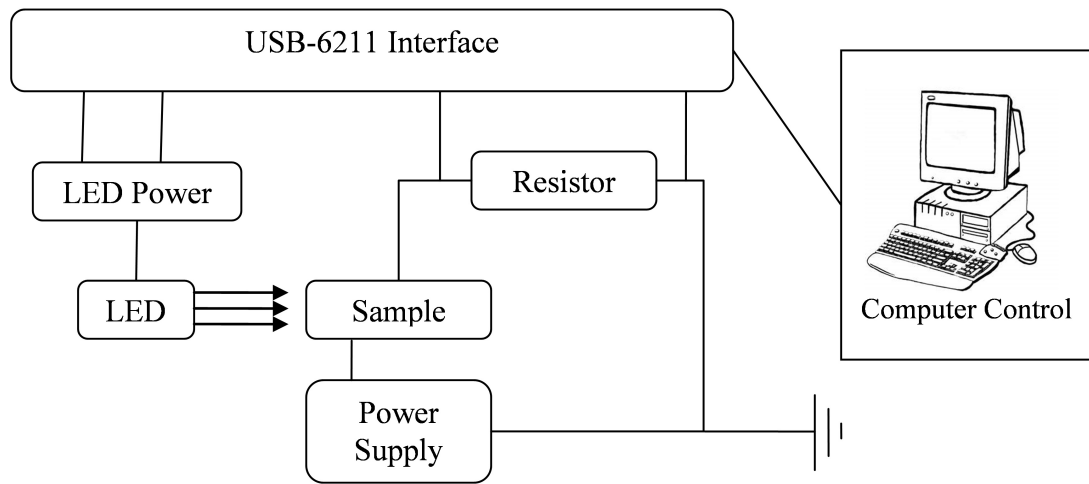 USB-6211 Interface
LED Power
Resistor
LED
Sample
Computer Control
Power
Supply